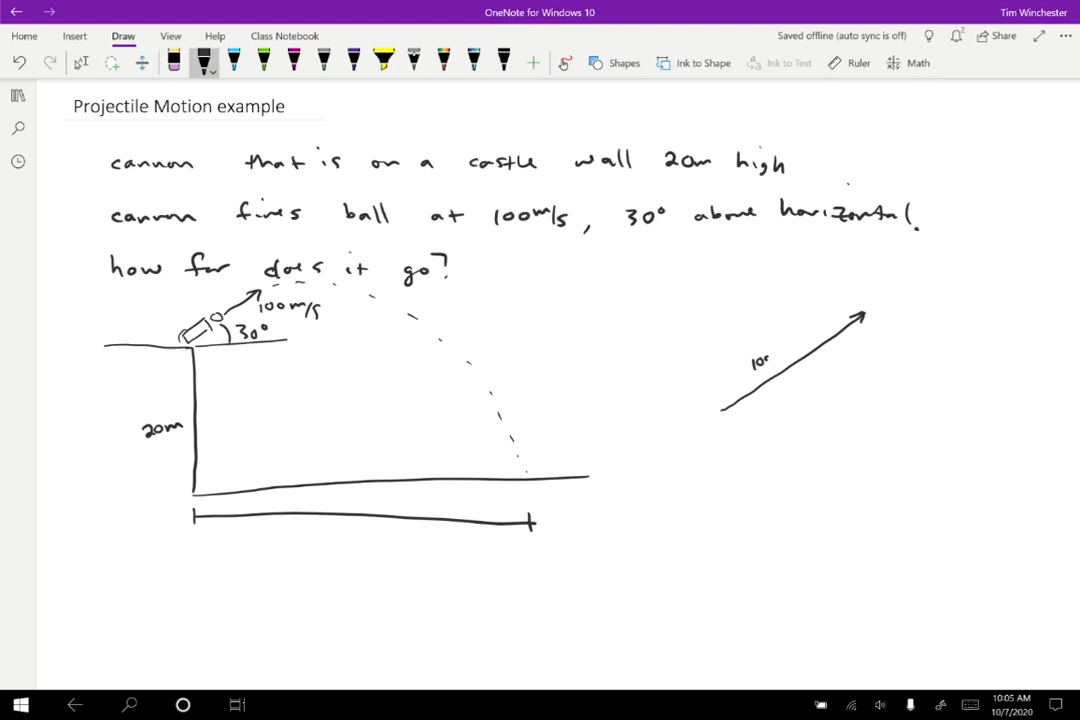 OneNote for Windows 10
Tim Winchester
Home Insert Draw View Help Class Notebook
Saved offline (auto sync is off)
Share
Shapes
Ink to Shape
Ink to Text
Ruler
Math
Projectile Motion example
cannon that is on a castle wall 20m high
cannon fires ball at 100m/s, 30° above horizontal.
how far does it go?
100m/s
30°
20m
10:05 AM
10/7/2020